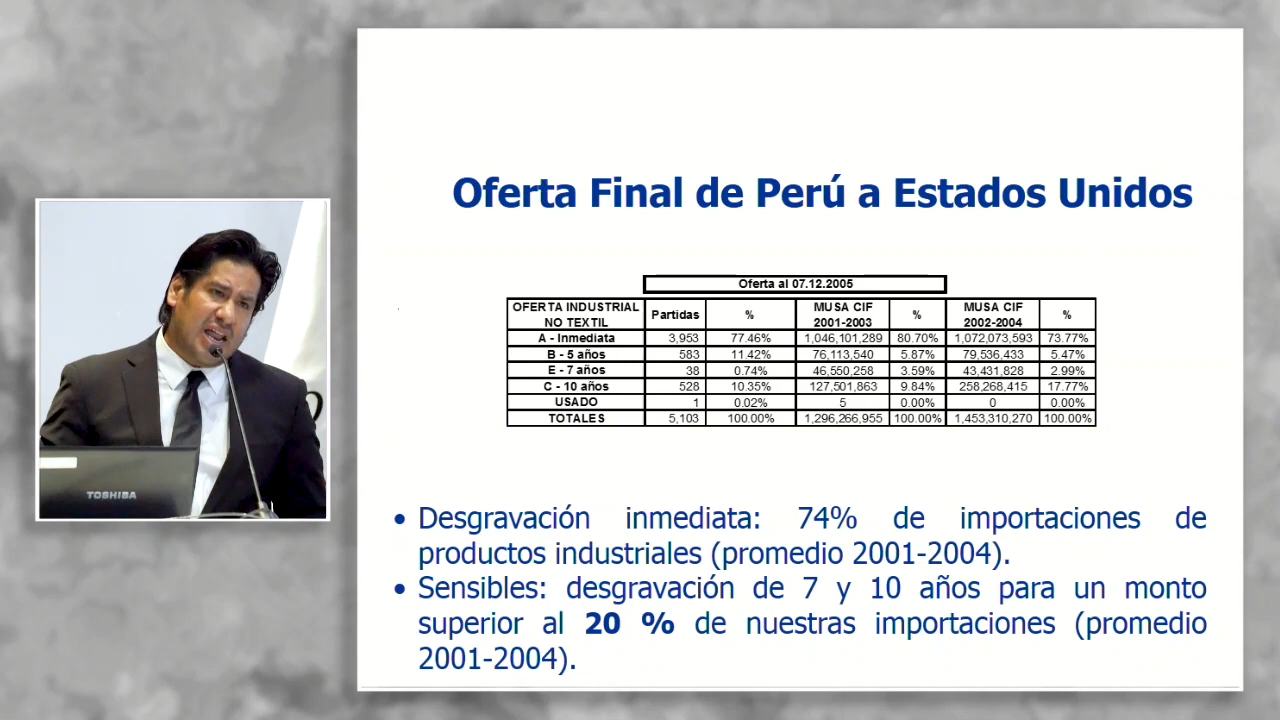 Oferta Final de Perú a Estados Unidos
Oferta al 07.12.2005
OFERTA INDUSTRIAL NO TEXTIL Partidas % MUSA CIF 2001-2003 % MUSA CIF 2002-2004 %
A - Inmediata 3,953 77.46% 1,046,101,289 80.70% 1,072,073,593 73.77%
B - 5 años 583 11.42% 76,113,540 5.87% 79,536,433 5.47%
E - 7 años 38 0.74% 46,550,258 3.59% 43,431,828 2.99%
C - 10 años 528 10.35% 127,501,863 9.84% 258,268,415 17.77%
USADO 1 0.02% 5 0.00% 0 0.00%
TOTALES 5,103 100.00% 1,296,266,955 100.00% 1,453,310,270 100.00%
• Desgravación inmediata: 74% de importaciones de
productos industriales (promedio 2001-2004).
• Sensibles: desgravación de 7 y 10 años para un monto
superior al 20 % de nuestras importaciones (promedio
2001-2004).
TOSHIBA